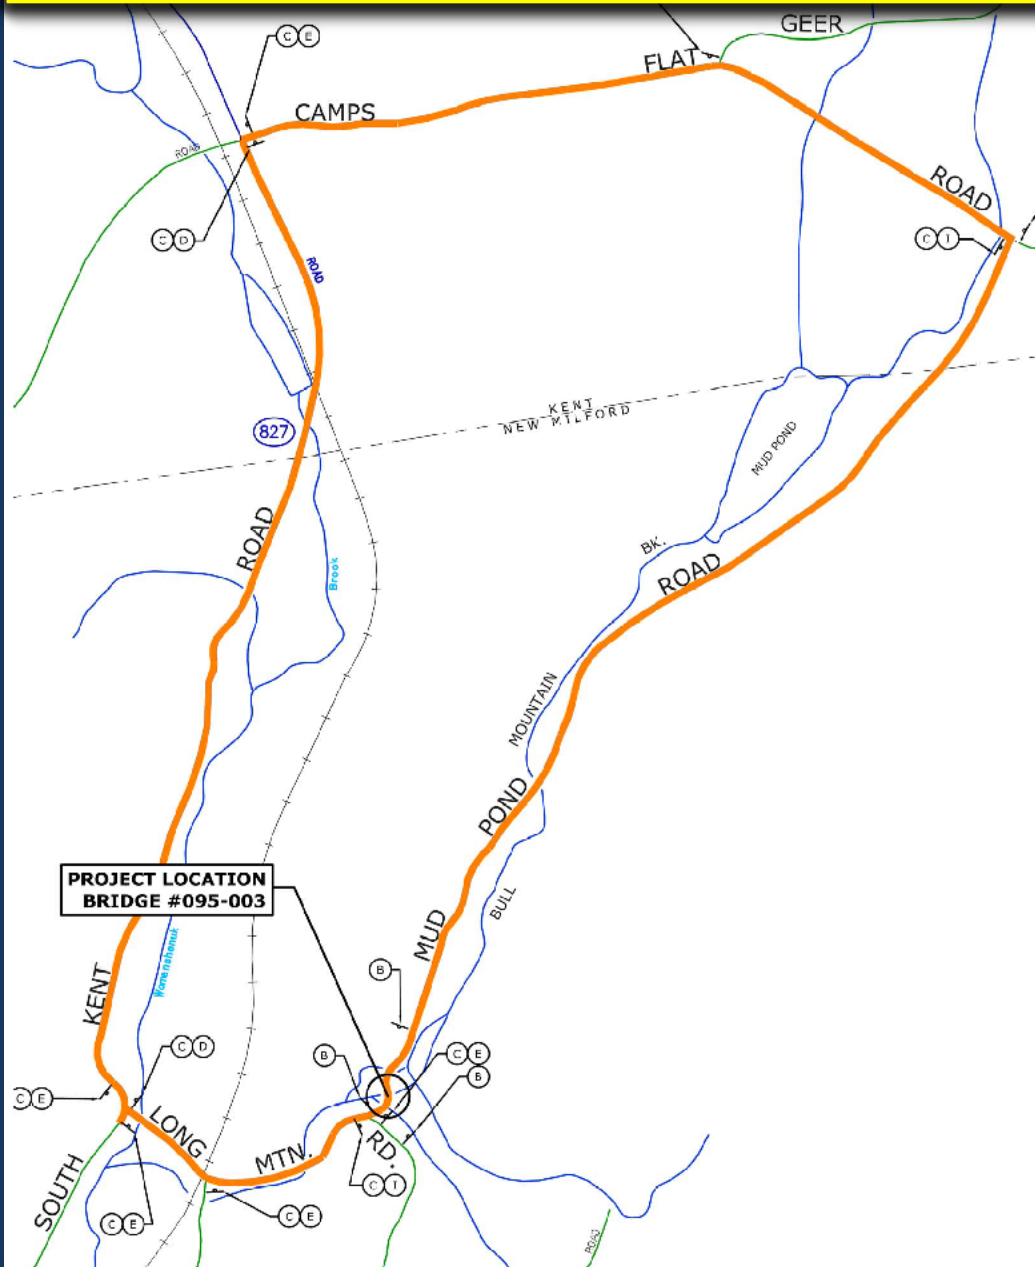 GEER
C E
FLAT
CAMPS
ROAD
ROAD
C D
C T
ROAD
827
KENT
NEW MILFORD
MUD POND
ROAD
BK.
ROAD
Brook
MOUNTAIN
POND
PROJECT LOCATION
BRIDGE #095-003
BULL
MUD
Womenshenuk
B
KENT
C D
B
C E
B
C E
LONG
RD.
MTN.
SOUTH
C T
C E
C E
ROAD